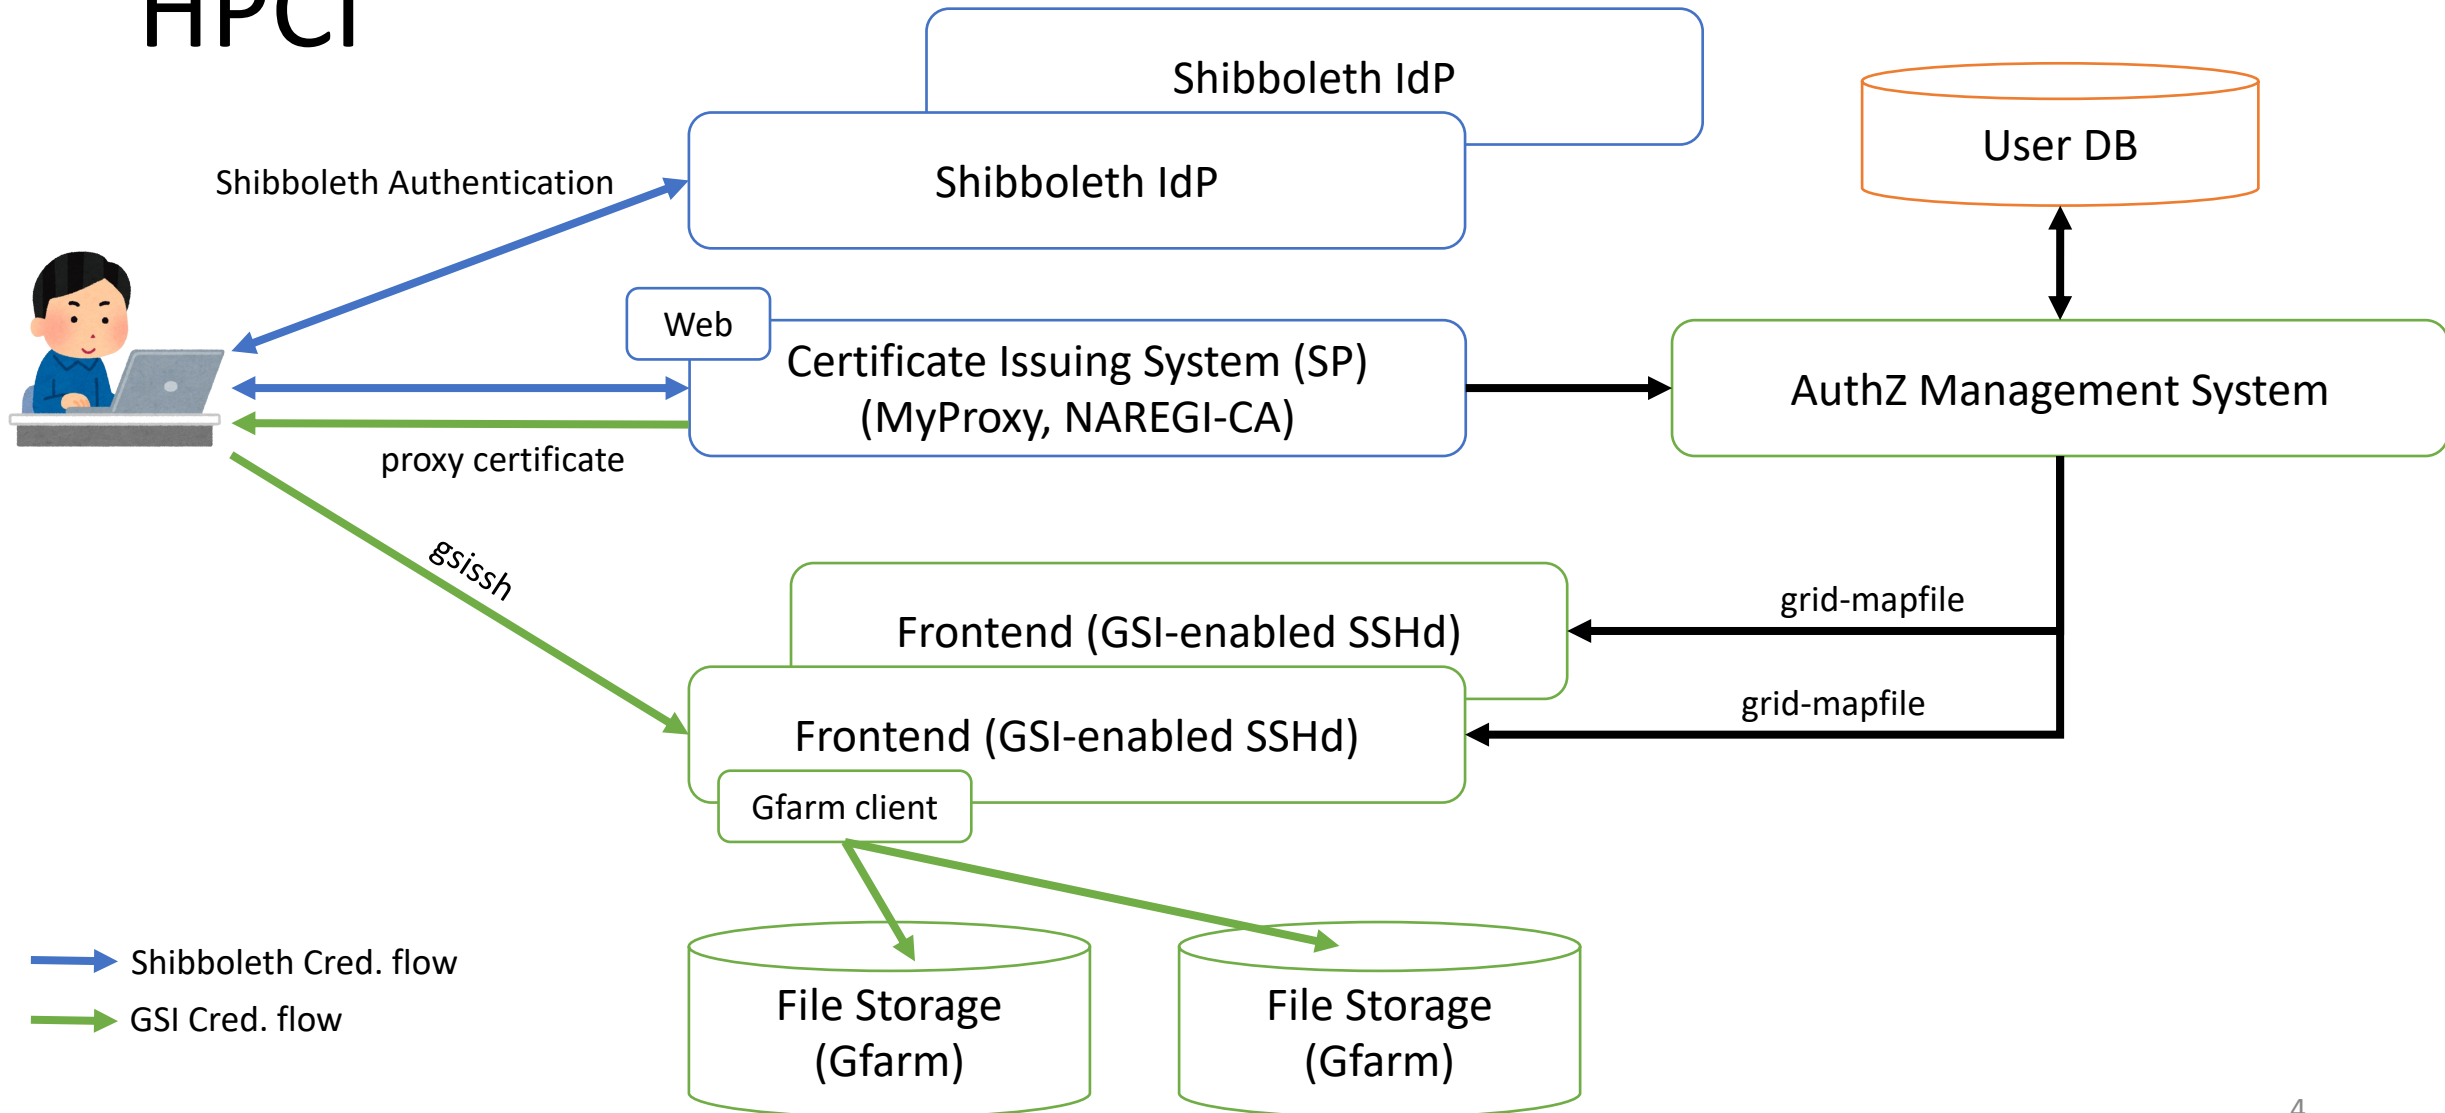 HPCI
Shibboleth IdP
Shibboleth IdP
User DB
Shibboleth Authentication
Web
Certificate Issuing System (SP)
(MyProxy, NAREGI-CA)
AuthZ Management System
proxy certificate
gsissh
Frontend (GSI-enabled SSHd)
grid-mapfile
Frontend (GSI-enabled SSHd)
grid-mapfile
Gfarm client
Shibboleth Cred. flow
GSI Cred. flow
File Storage
(Gfarm)
File Storage
(Gfarm)
4